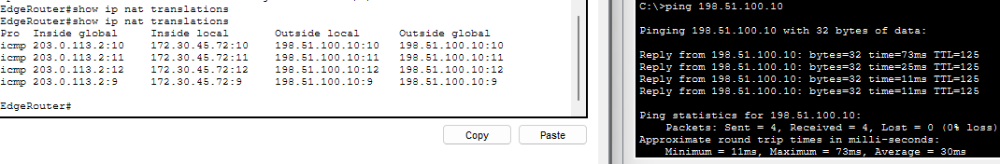 EdgeRouter#show ip nat translations
EdgeRouter#show ip nat translations
Pro  Inside global     Inside local       Outside local      Outside global
icmp 203.0.113.2:10    172.30.45.72:10    198.51.100.10:10   198.51.100.10:10
icmp 203.0.113.2:11    172.30.45.72:11    198.51.100.10:11   198.51.100.10:11
icmp 203.0.113.2:12    172.30.45.72:12    198.51.100.10:12   198.51.100.10:12
icmp 203.0.113.2:9     172.30.45.72:9     198.51.100.10:9    198.51.100.10:9
EdgeRouter#
Copy
Paste
C:\>ping 198.51.100.10
Pinging 198.51.100.10 with 32 bytes of data:
Reply from 198.51.100.10: bytes=32 time=73ms TTL=125
Reply from 198.51.100.10: bytes=32 time=25ms TTL=125
Reply from 198.51.100.10: bytes=32 time=11ms TTL=125
Reply from 198.51.100.10: bytes=32 time=11ms TTL=125
Ping statistics for 198.51.100.10:
Packets: Sent = 4, Received = 4, Lost = 0 (0% loss)
Approximate round trip times in milli-seconds:
Minimum = 11ms, Maximum = 73ms, Average = 30ms